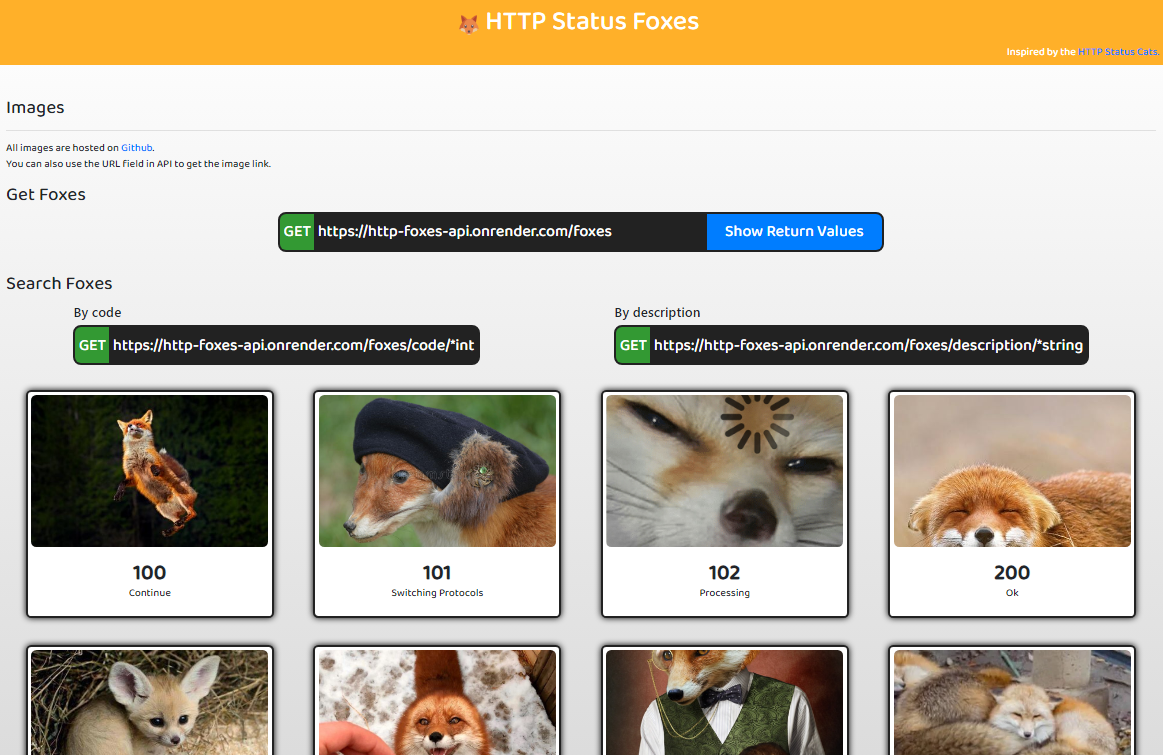 HTTP Status Foxes
Inspired by the HTTP Status Cats.
Images
All images are hosted on Github.
You can also use the URL field in API to get the image link.
Get Foxes
GET https://http-foxes-api.onrender.com/foxes Show Return Values
Search Foxes
By code
GET https://http-foxes-api.onrender.com/foxes/code/*int
By description
GET https://http-foxes-api.onrender.com/foxes/description/*string
100
Continue
101
Switching Protocols
102
Processing
200
Ok